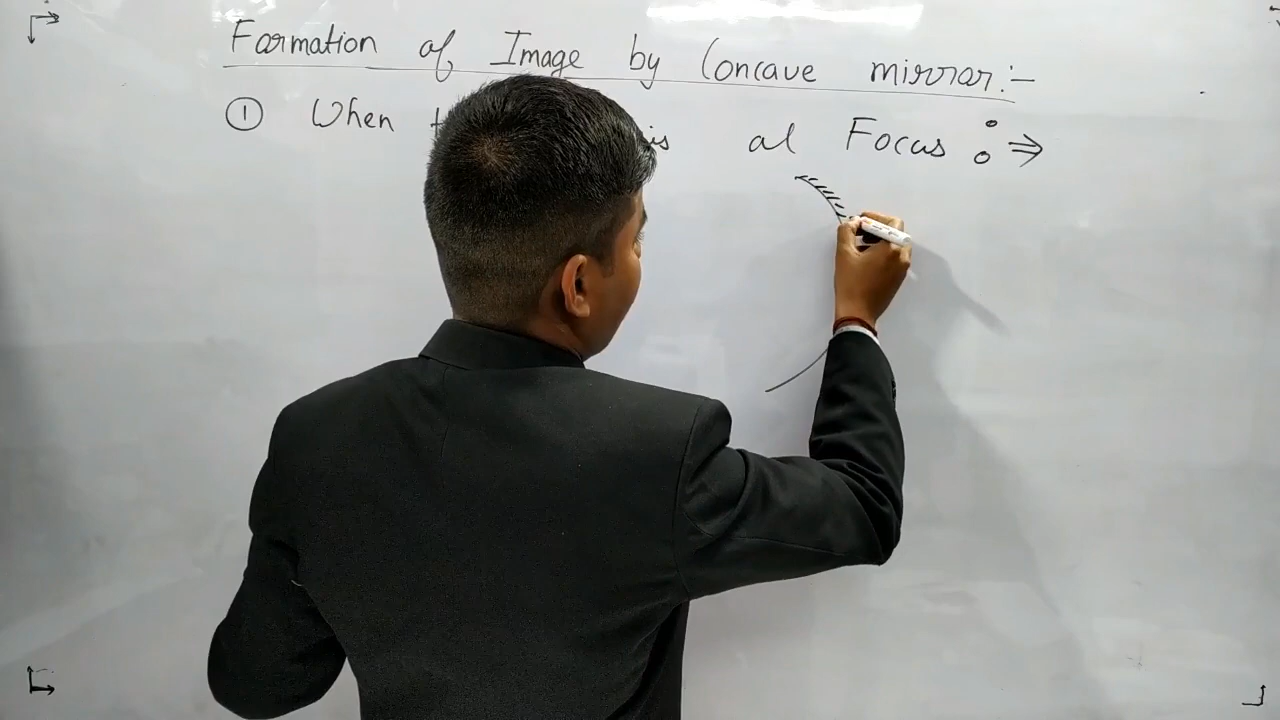 Formation of Image by Concave mirror:-
① When is at Focus : ⇒